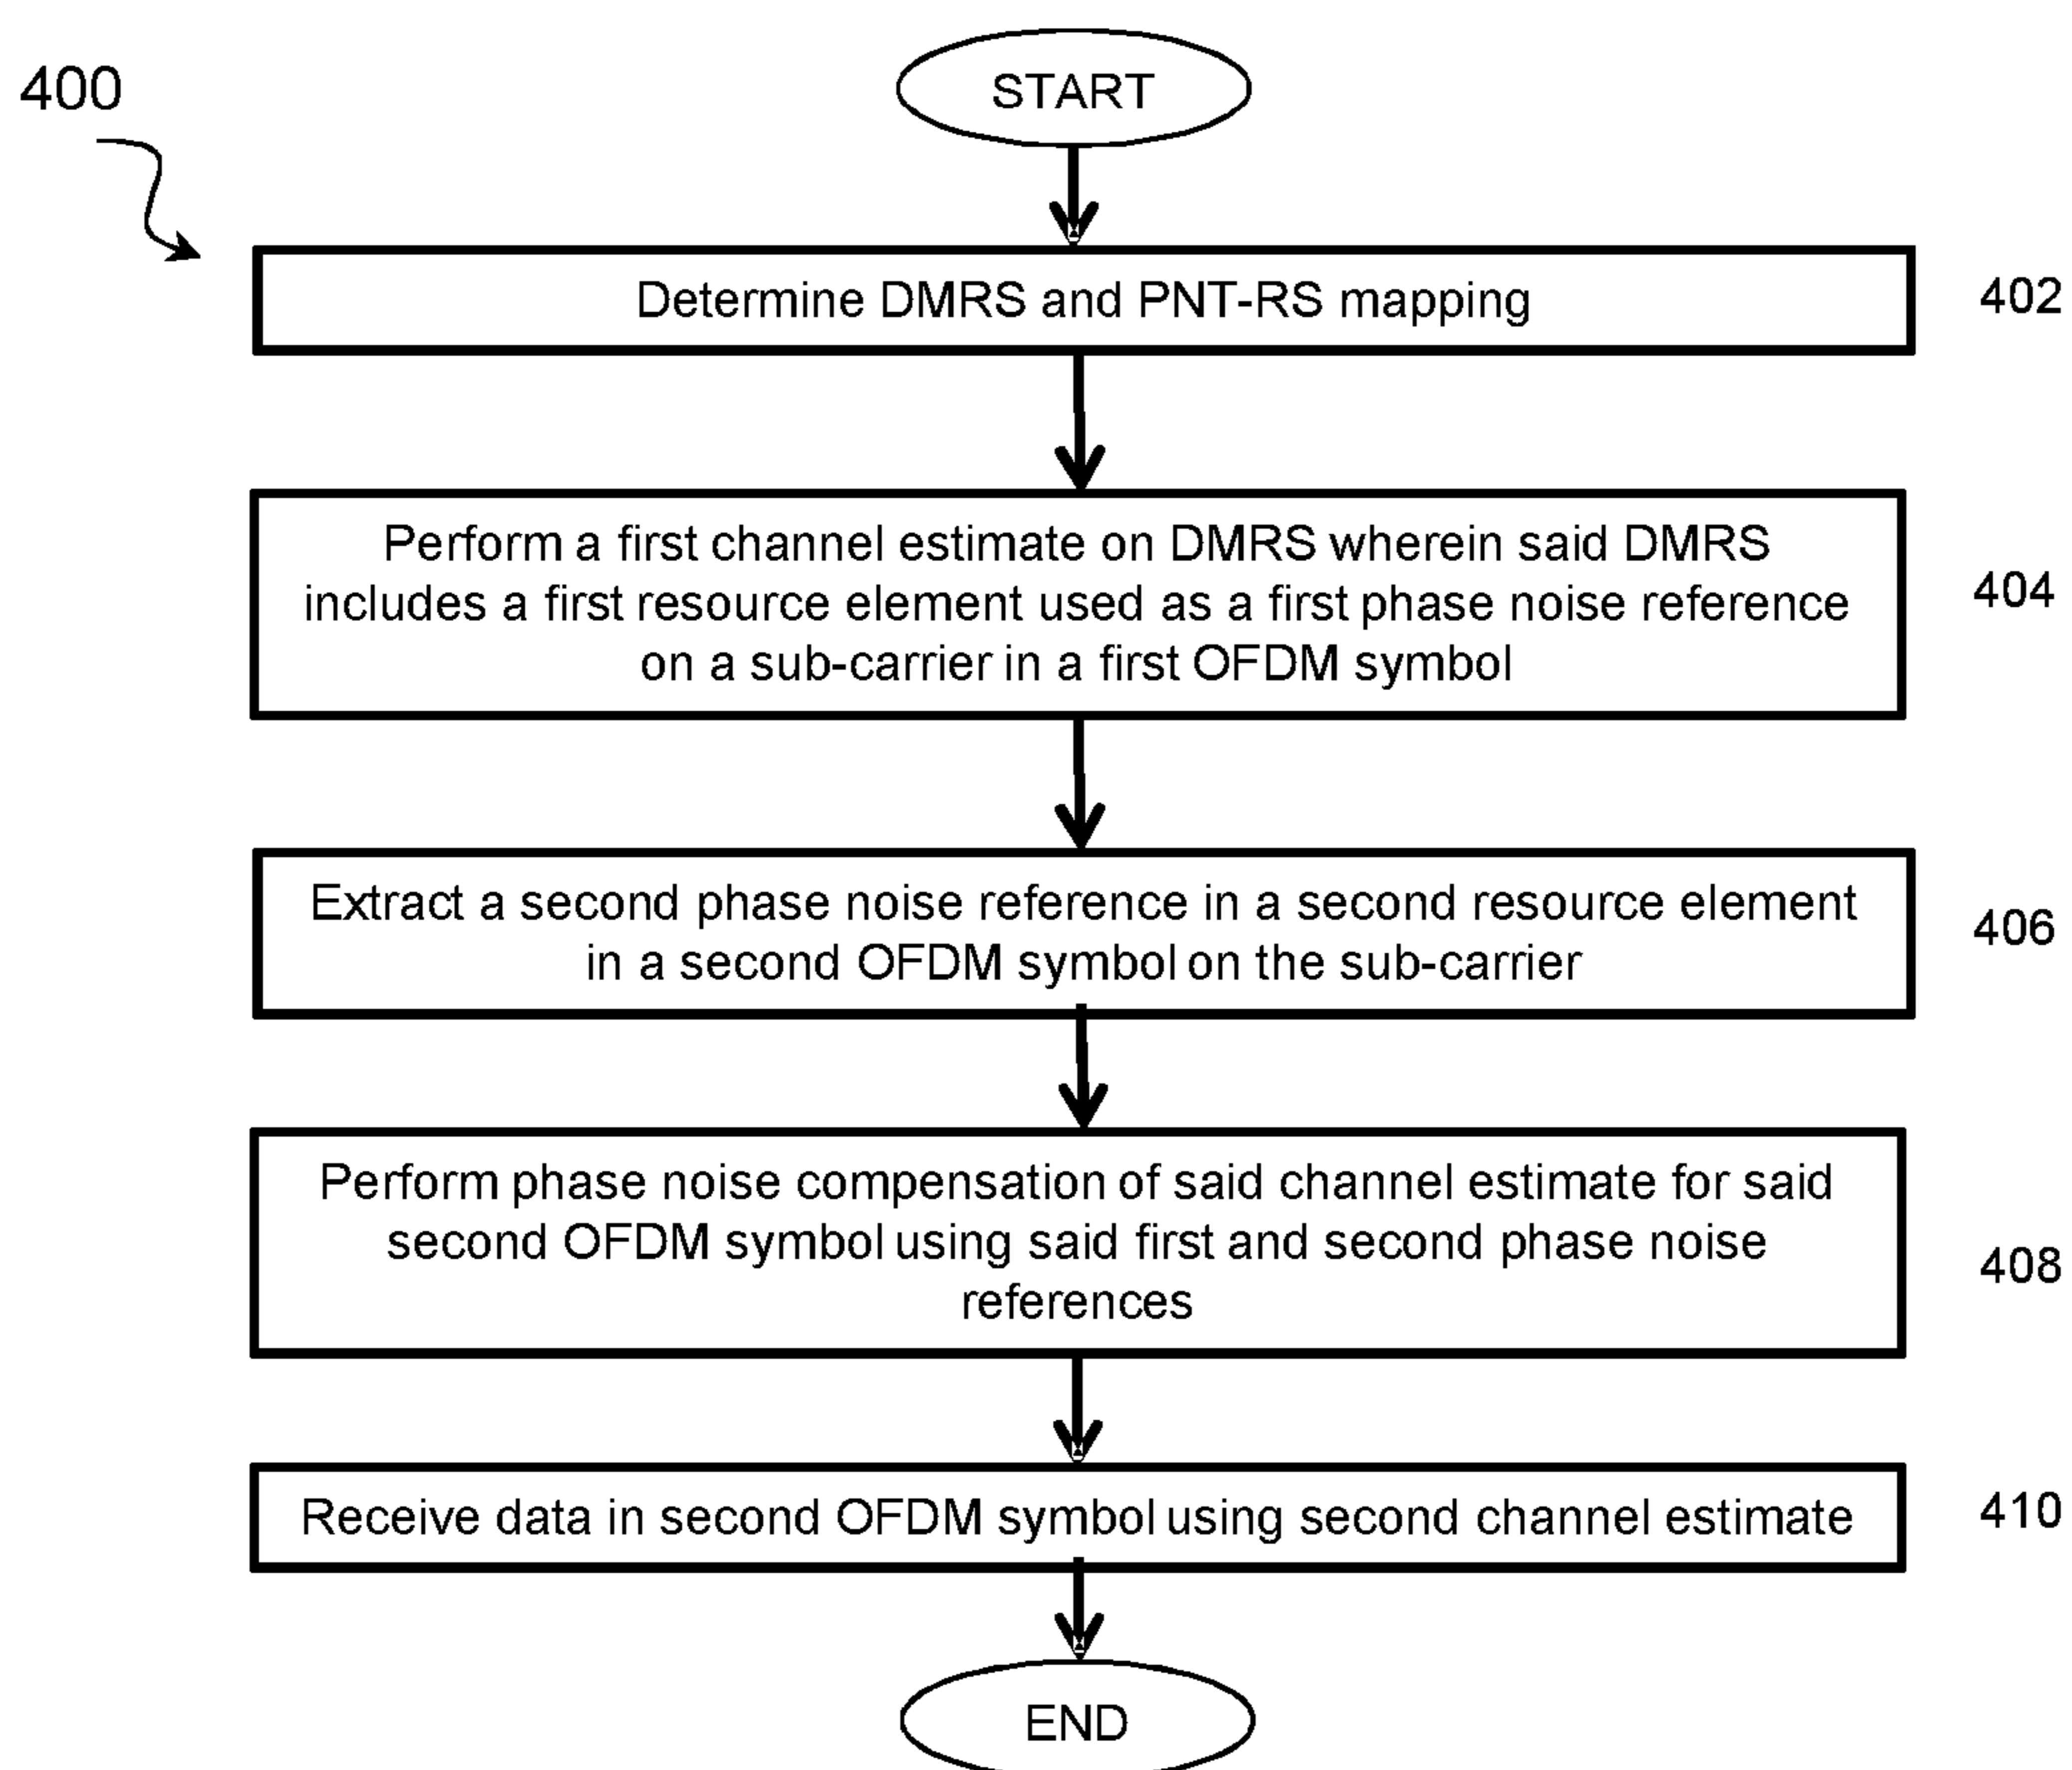 400
START
Determine DMRS and PNT-RS mapping
402
Perform a first channel estimate on DMRS wherein said DMRS
includes a first resource element used as a first phase noise reference
on a sub-carrier in a first OFDM symbol
404
Extract a second phase noise reference in a second resource element
in a second OFDM symbol on the sub-carrier
406
Perform phase noise compensation of said channel estimate for said
second OFDM symbol using said first and second phase noise
references
408
Receive data in second OFDM symbol using second channel estimate
410
END